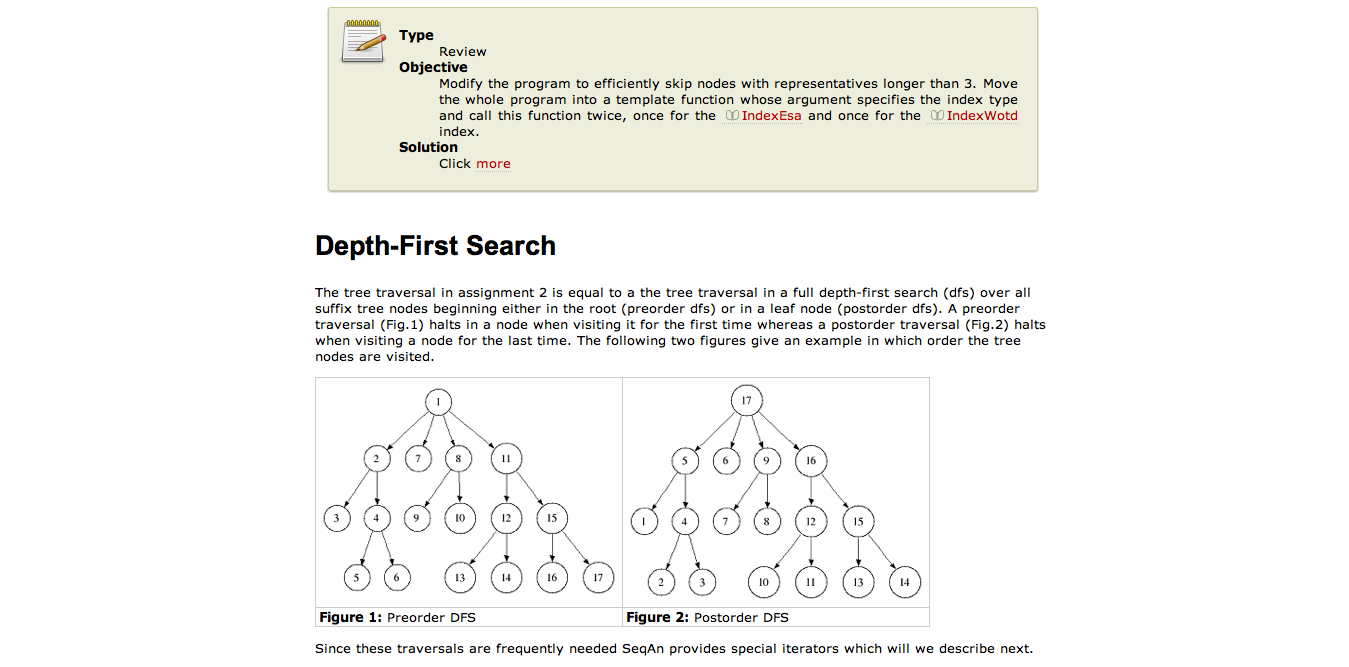 Type
Review
Objective
Modify the program to efficiently skip nodes with representatives longer than 3. Move
the whole program into a template function whose argument specifies the index type
and call this function twice, once for the IndexEsa and once for the IndexWotd
index.
Solution
Click more
Depth-First Search
The tree traversal in assignment 2 is equal to a the tree traversal in a full depth-first search (dfs) over all
suffix tree nodes beginning either in the root (preorder dfs) or in a leaf node (postorder dfs). A preorder
traversal (Fig.1) halts in a node when visiting it for the first time whereas a postorder traversal (Fig.2) halts
when visiting a node for the last time. The following two figures give an example in which order the tree
nodes are visited.
1
2 7 8 11
3 4 9 10 12 15
5 6 13 14 16 17
Figure 1: Preorder DFS
17
5 6 9 16
1 4 7 8 12 15
2 3 10 11 13 14
Figure 2: Postorder DFS
Since these traversals are frequently needed SeqAn provides special iterators which will we describe next.